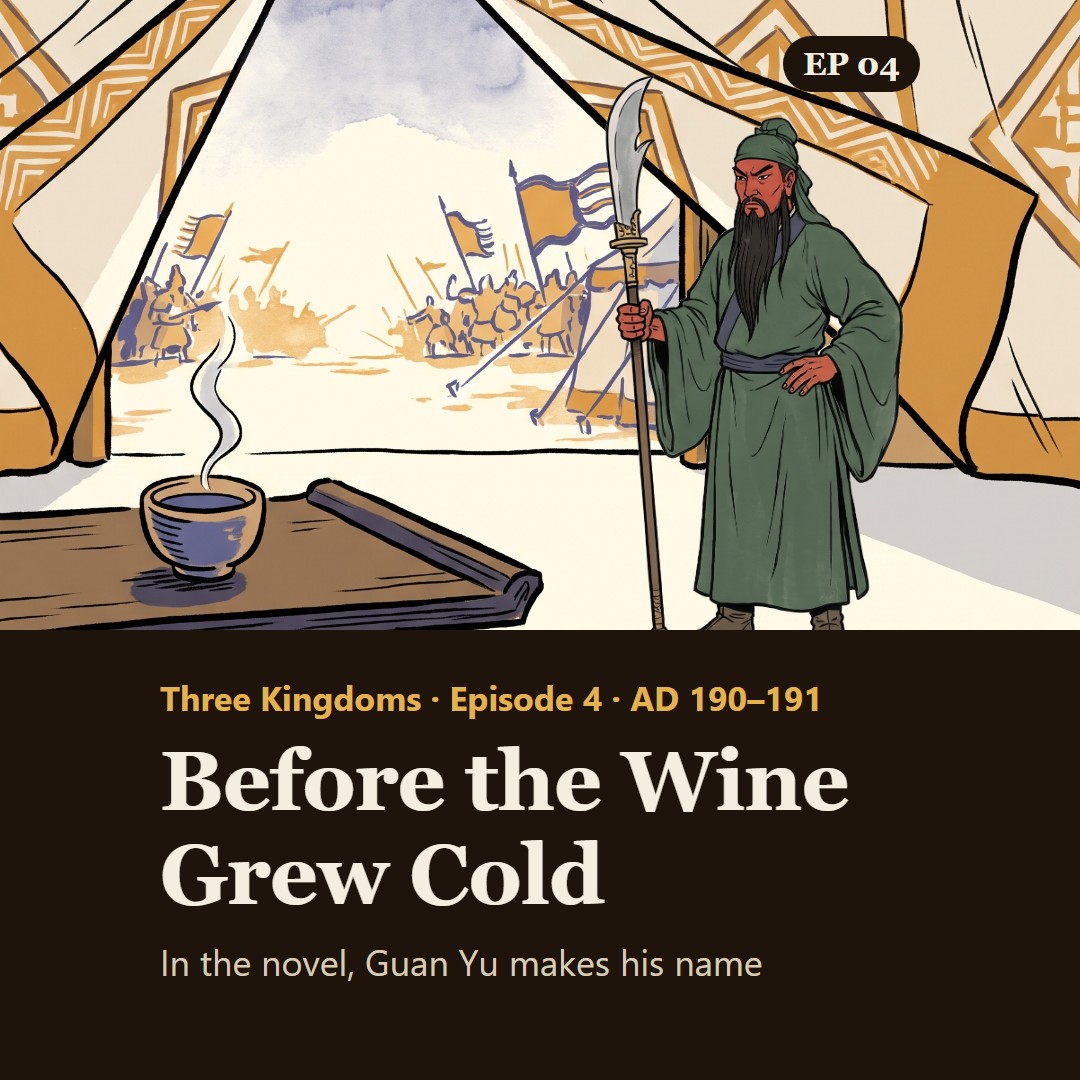 EP 04
Three Kingdoms · Episode 4 · AD 190–191
Before the Wine
Grew Cold
In the novel, Guan Yu makes his name